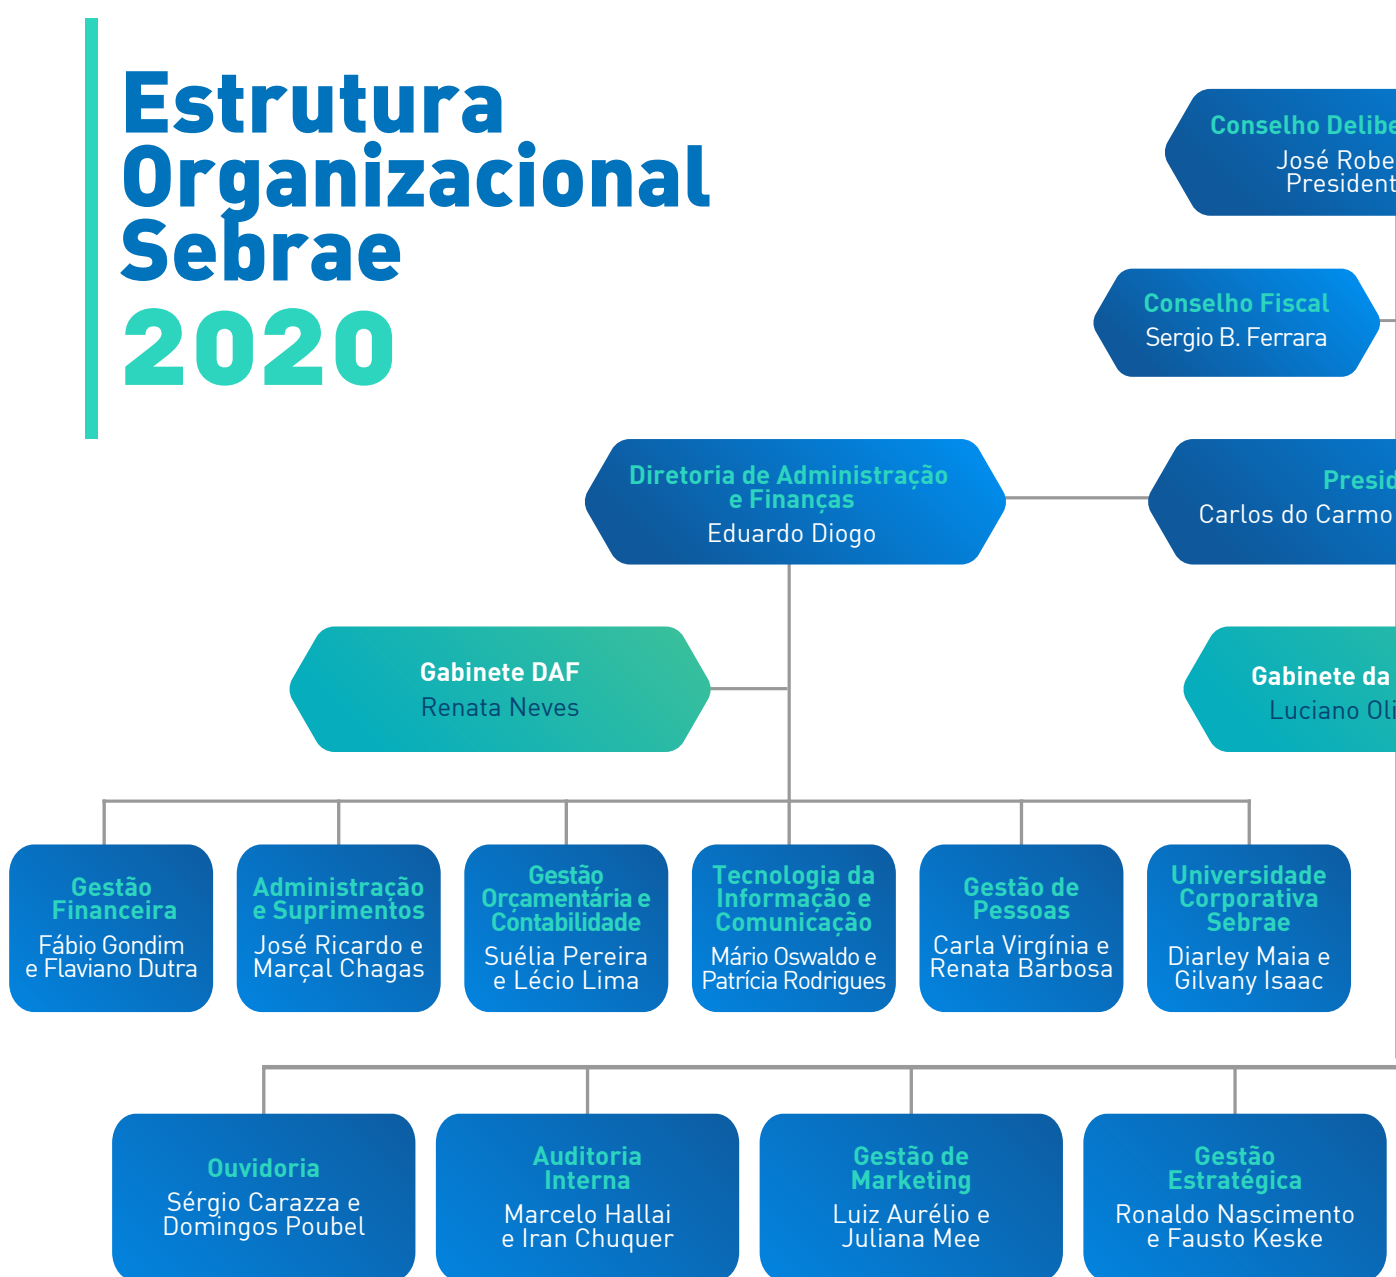 Estrutura
Organizacional
Sebrae
2020
Conselho Delibe
José Robe
President
Conselho Fiscal
Sergio B. Ferrara
Diretoria de Administração
e Finanças
Eduardo Diogo
Presid
Carlos do Carmo
Gabinete DAF
Renata Neves
Gabinete da
Luciano Oli
Gestão
Financeira
Fábio Gondim
e Flaviano Dutra
Administração
e Suprimentos
José Ricardo e
Marçal Chagas
Gestão
Orçamentária e
Contabilidade
Suélia Pereira
e Lécio Lima
Tecnologia da
Informação e
Comunicação
Mário Oswaldo e
Patrícia Rodrigues
Gestão de
Pessoas
Carla Virgínia e
Renata Barbosa
Universidade
Corporativa
Sebrae
Diarley Maia e
Gilvany Isaac
Ouvidoria
Sérgio Carazza e
Domingos Poubel
Auditoria
Interna
Marcelo Hallai
e Iran Chuquer
Gestão de
Marketing
Luiz Aurélio e
Juliana Mee
Gestão
Estratégica
Ronaldo Nascimento
e Fausto Keske